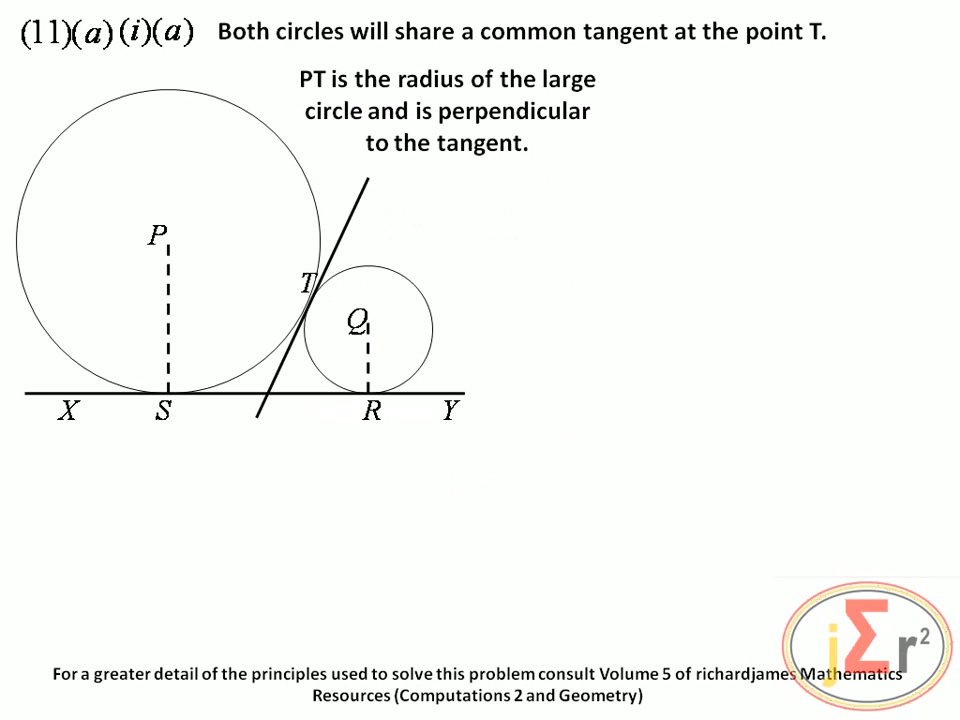 (11)(a) (i)(a) Both circles will share a common tangent at the point T.
PT is the radius of the large
circle and is perpendicular
to the tangent.
P
T
Q
X S R Y
jΣr²
For a greater detail of the principles used to solve this problem consult Volume 5 of richardjames Mathematics
Resources (Computations 2 and Geometry)